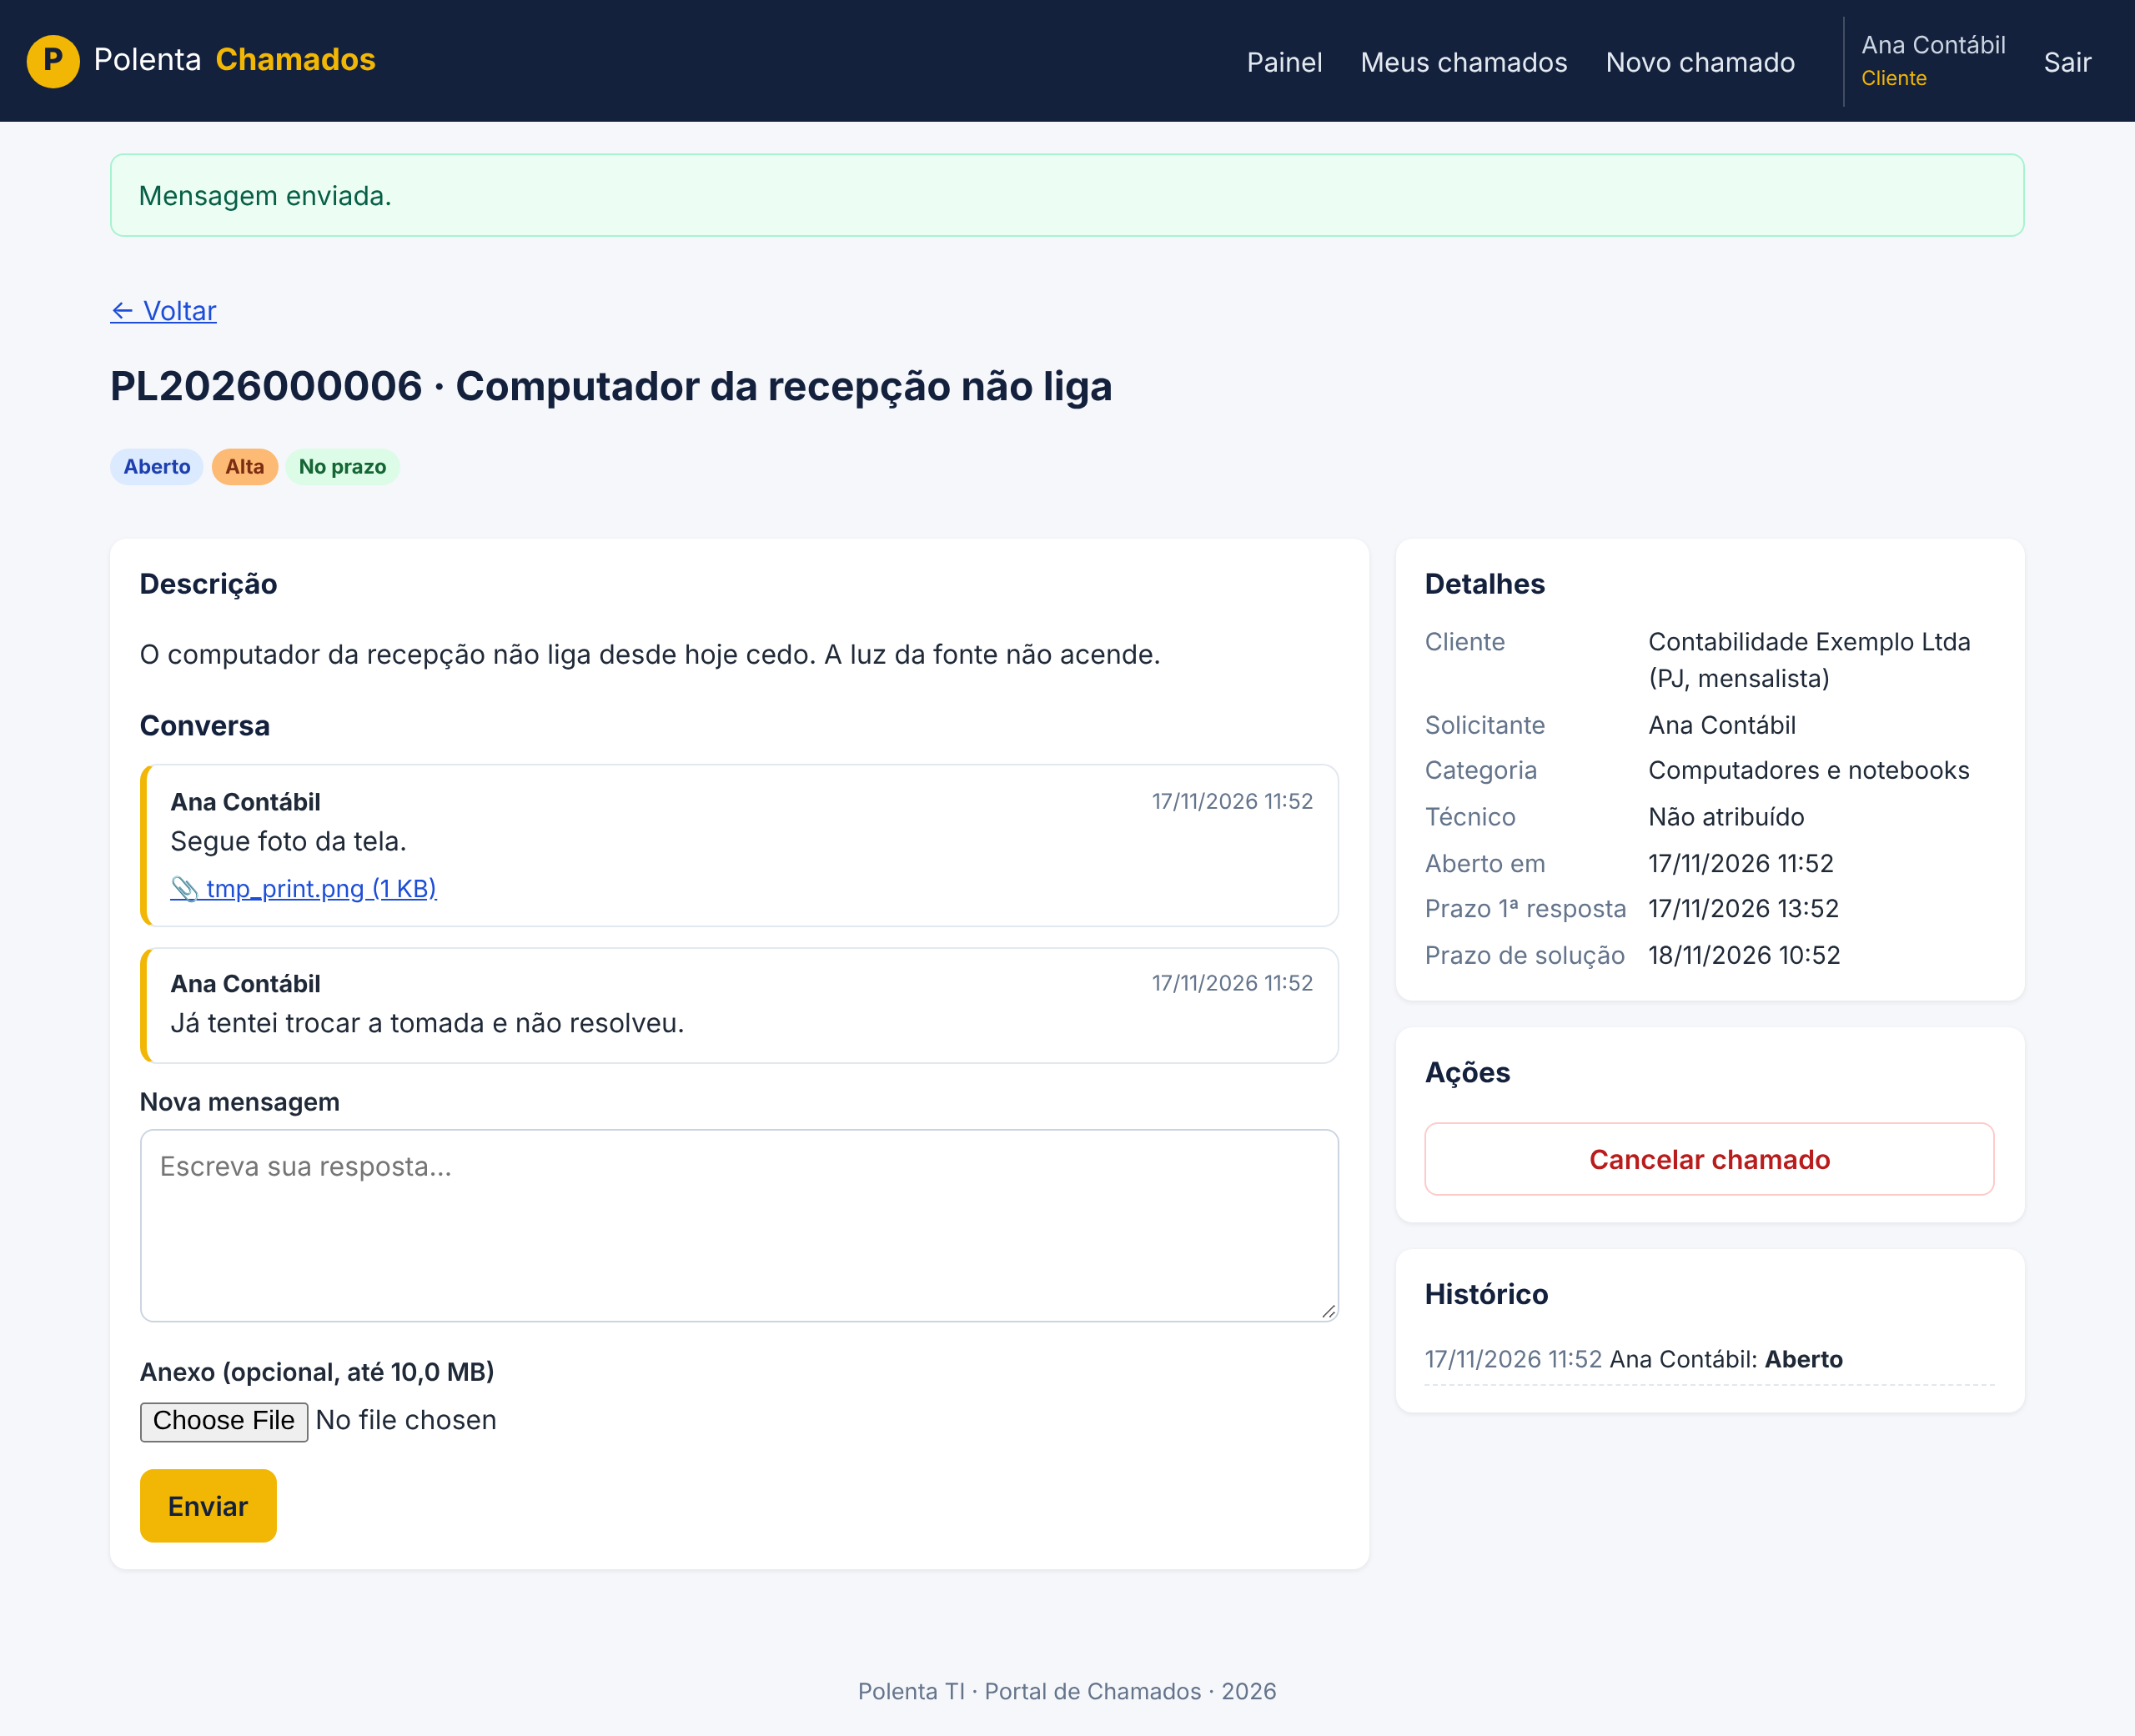 P Polenta Chamados
Painel Meus chamados Novo chamado Ana Contábil Cliente Sair
Mensagem enviada.
← Voltar
PL2026000006 · Computador da recepção não liga
Aberto Alta No prazo
Descrição
O computador da recepção não liga desde hoje cedo. A luz da fonte não acende.
Conversa
Ana Contábil 17/11/2026 11:52
Segue foto da tela.
📎 tmp_print.png (1 KB)
Ana Contábil 17/11/2026 11:52
Já tentei trocar a tomada e não resolveu.
Nova mensagem
Escreva sua resposta...
Anexo (opcional, até 10,0 MB)
Choose File No file chosen
Enviar
Detalhes
Cliente Contabilidade Exemplo Ltda
(PJ, mensalista)
Solicitante Ana Contábil
Categoria Computadores e notebooks
Técnico Não atribuído
Aberto em 17/11/2026 11:52
Prazo 1ª resposta 17/11/2026 13:52
Prazo de solução 18/11/2026 10:52
Ações
Cancelar chamado
Histórico
17/11/2026 11:52 Ana Contábil: Aberto
Polenta TI · Portal de Chamados · 2026